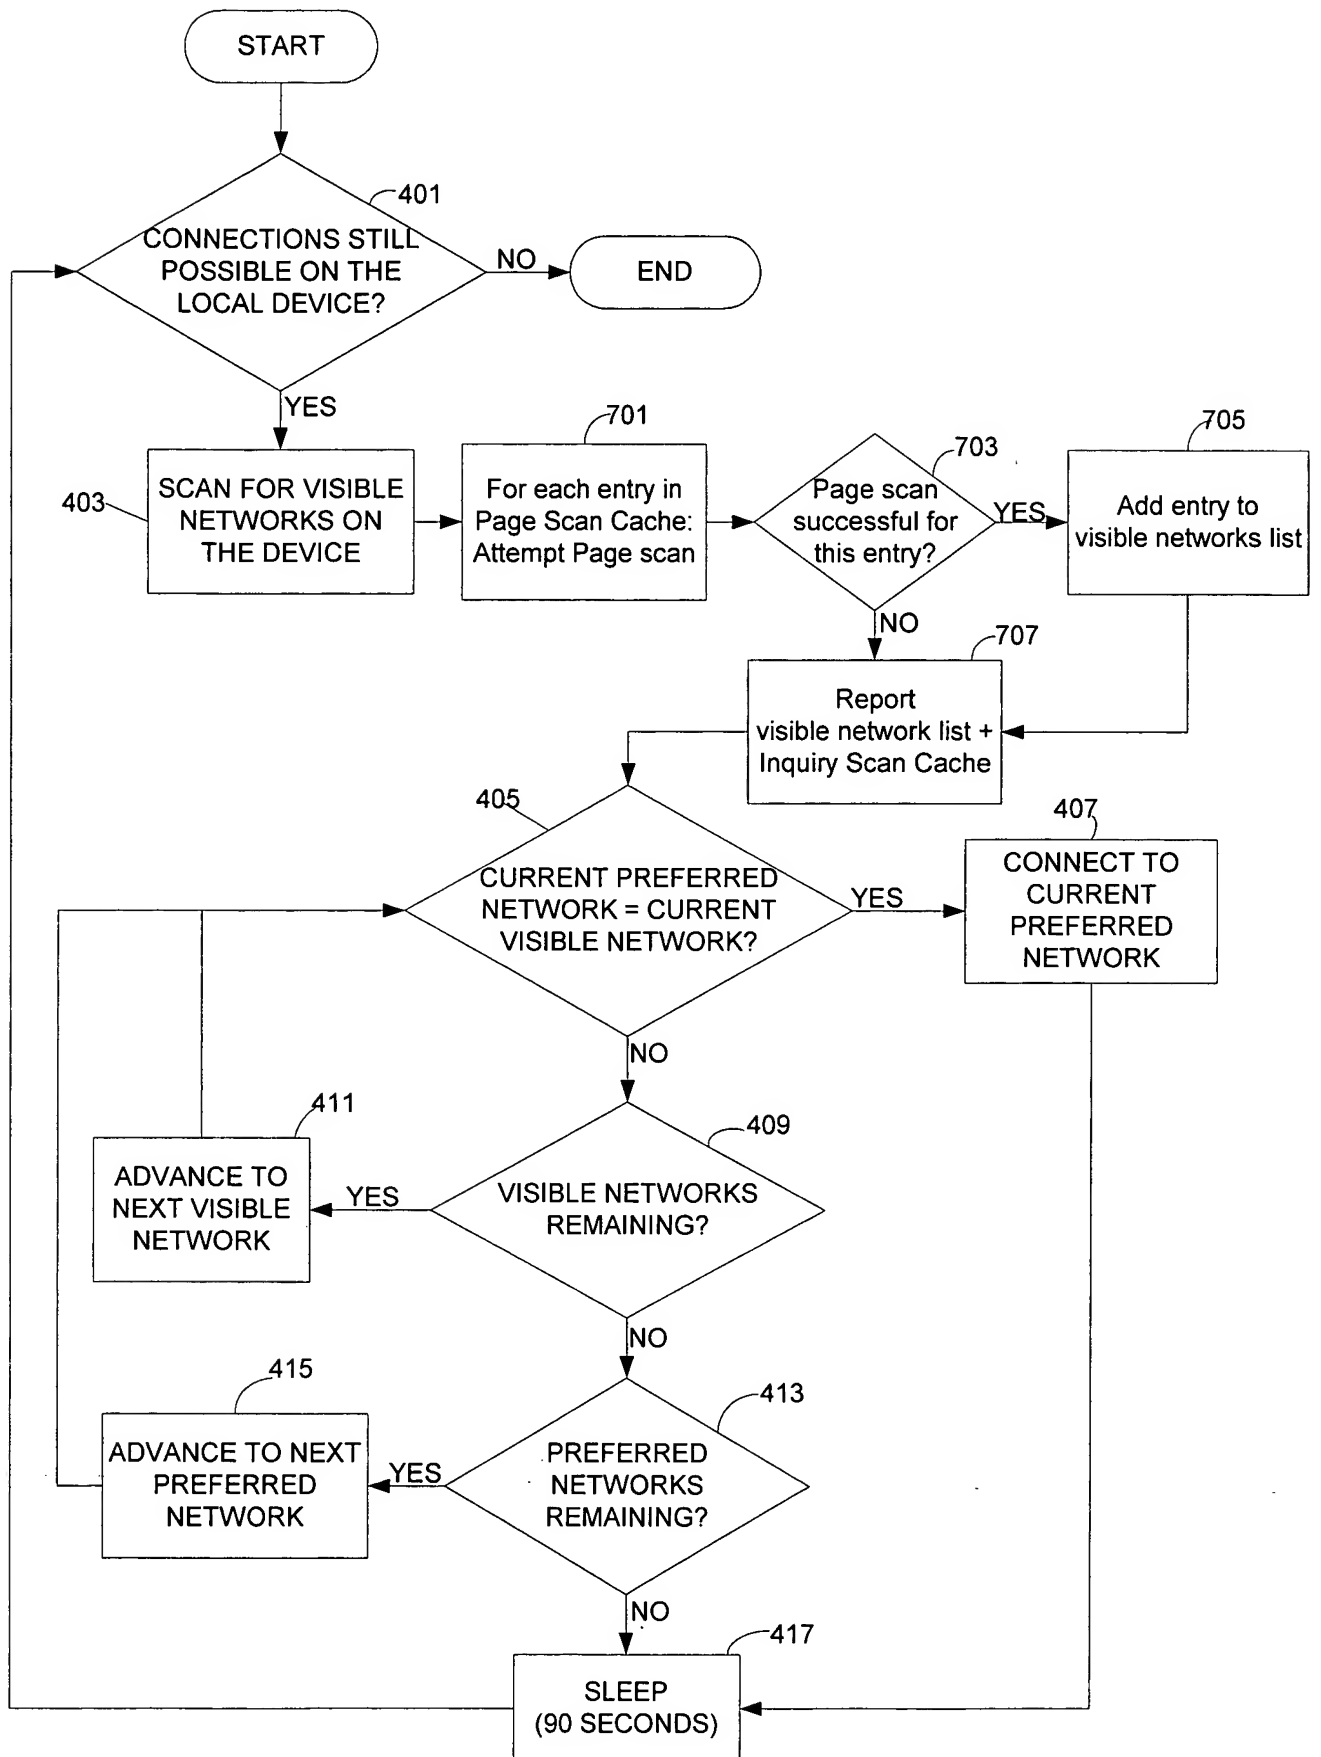 START
401
CONNECTIONS STILL
POSSIBLE ON THE
LOCAL DEVICE?
NO
END
YES
403
SCAN FOR VISIBLE
NETWORKS ON
THE DEVICE
701
For each entry in
Page Scan Cache:
Attempt Page scan
703
Page scan
successful for
this entry?
YES
705
Add entry to
visible networks list
NO
707
Report
visible network list +
Inquiry Scan Cache
405
CURRENT PREFERRED
NETWORK = CURRENT
VISIBLE NETWORK?
YES
407
CONNECT TO
CURRENT
PREFERRED
NETWORK
NO
411
ADVANCE TO
NEXT VISIBLE
NETWORK
YES
409
VISIBLE NETWORKS
REMAINING?
NO
415
ADVANCE TO NEXT
PREFERRED
NETWORK
YES
413
PREFERRED
NETWORKS
REMAINING?
NO
417
SLEEP
(90 SECONDS)